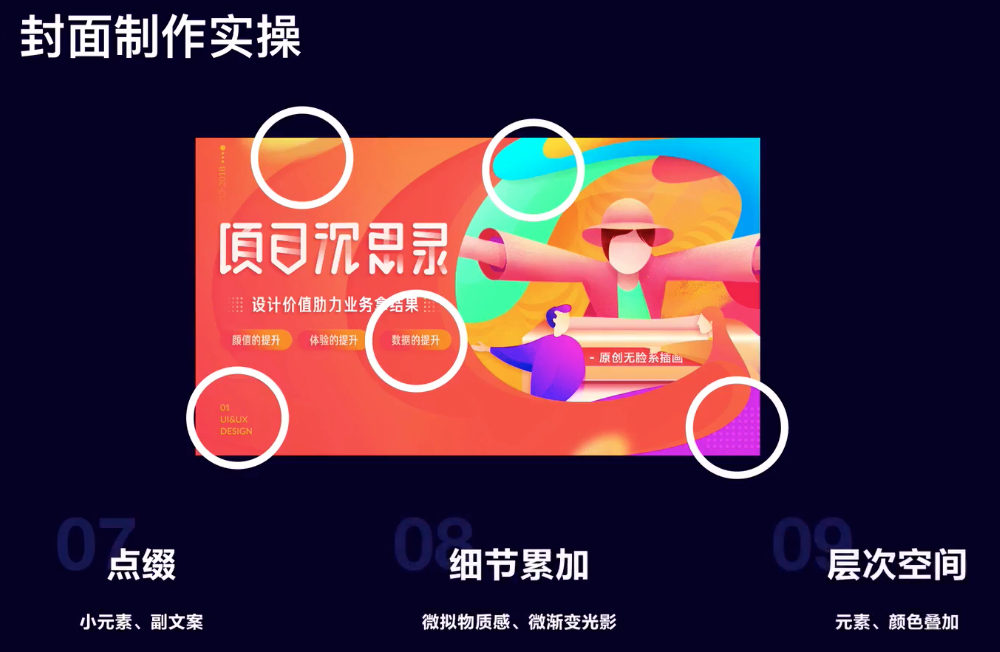 封面制作实操
2018
项目沉思录
设计价值助力业务拿结果
颜值的提升 体验的提升 数据的提升
- 原创无脸系插画
01
UI&UX
DESIGN
07 08 09
点缀 细节累加 层次空间
小元素、副文案 微拟物质感、微渐变光影 元素、颜色叠加